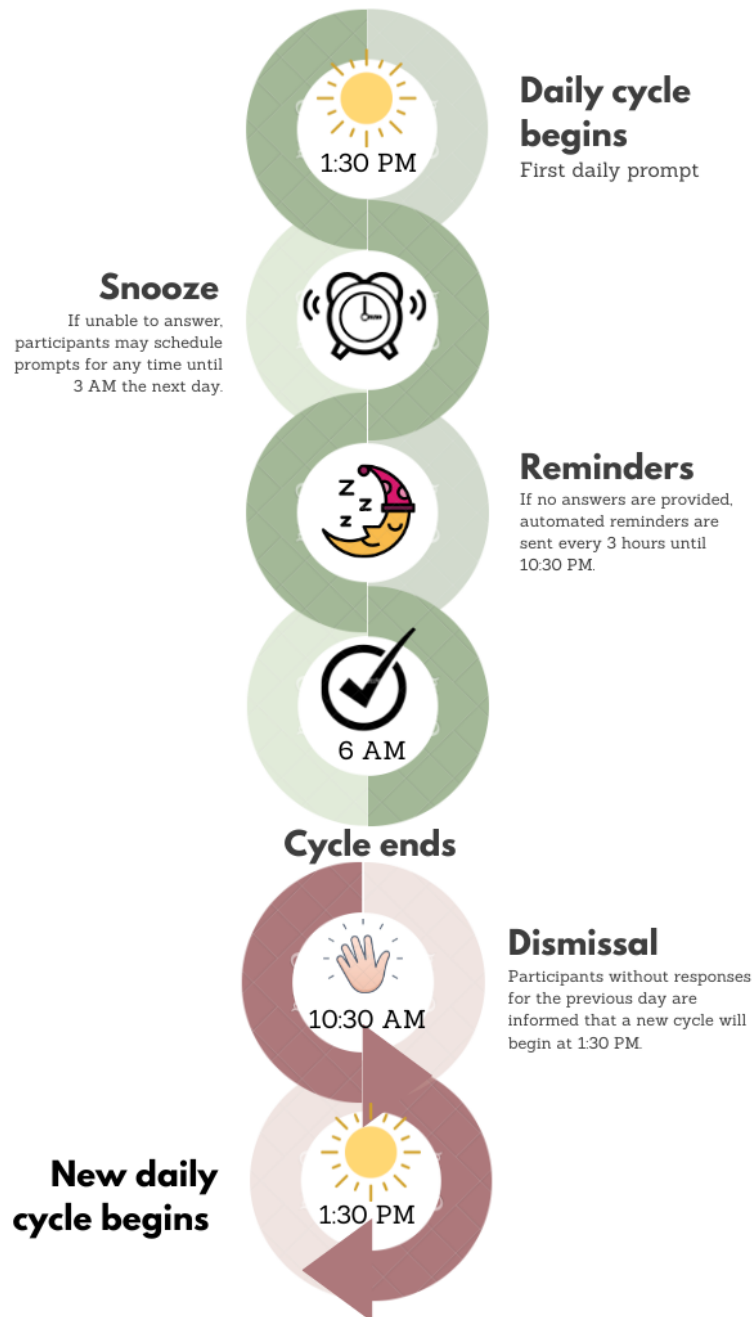 Daily cycle
begins
First daily prompt
1:30 PM
Snooze
If unable to answer,
participants may schedule
prompts for any time until
3 AM the next day.
Z
Z
Z
Reminders
If no answers are provided,
automated reminders are
sent every 3 hours until
10:30 PM.
6 AM
Cycle ends
10:30 AM
Dismissal
Participants without responses
for the previous day are
informed that a new cycle will
begin at 1:30 PM.
New daily
cycle begins
1:30 PM